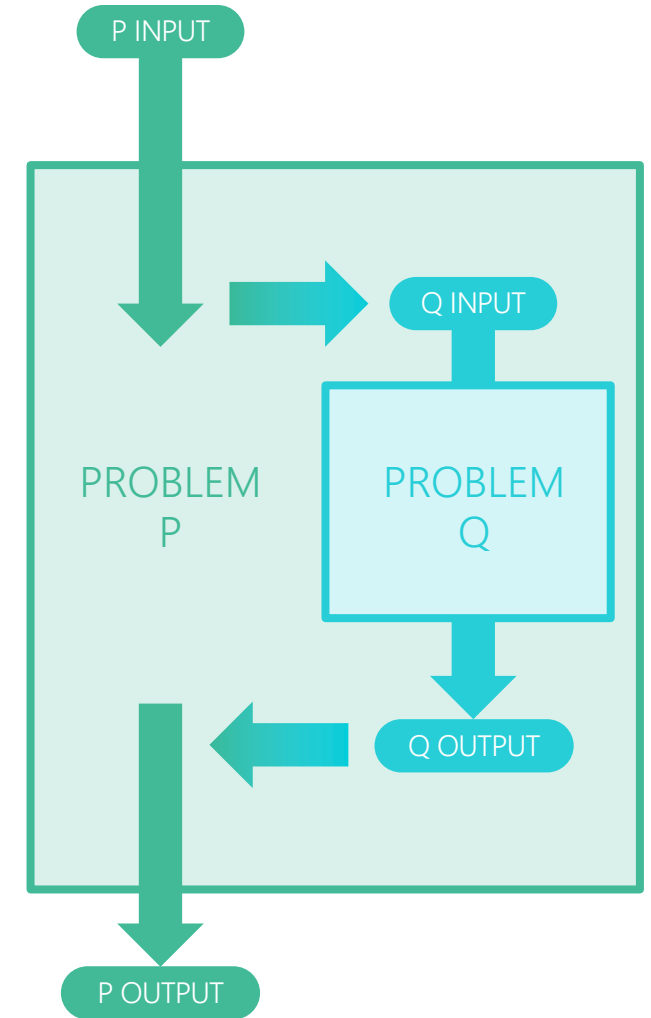 P INPUT
Q INPUT
PROBLEM
P
PROBLEM
Q
Q OUTPUT
P OUTPUT